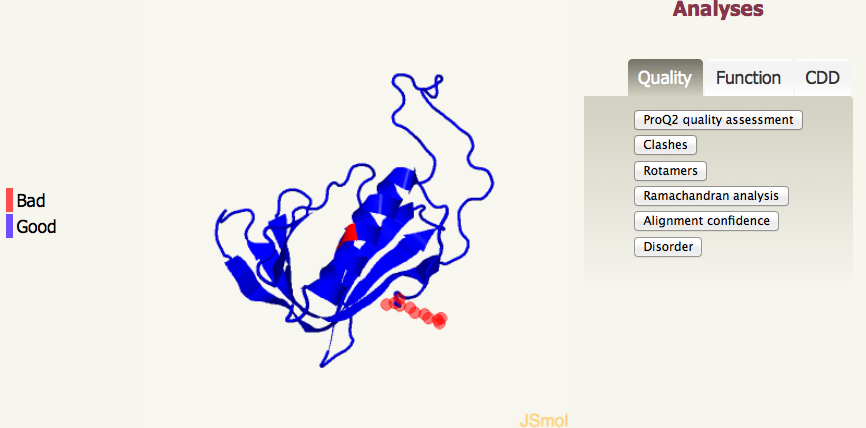 Analyses
Quality Function CDD
ProQ2 quality assessment
Clashes
Rotamers
Ramachandran analysis
Alignment confidence
Disorder
Bad
Good
JSmol